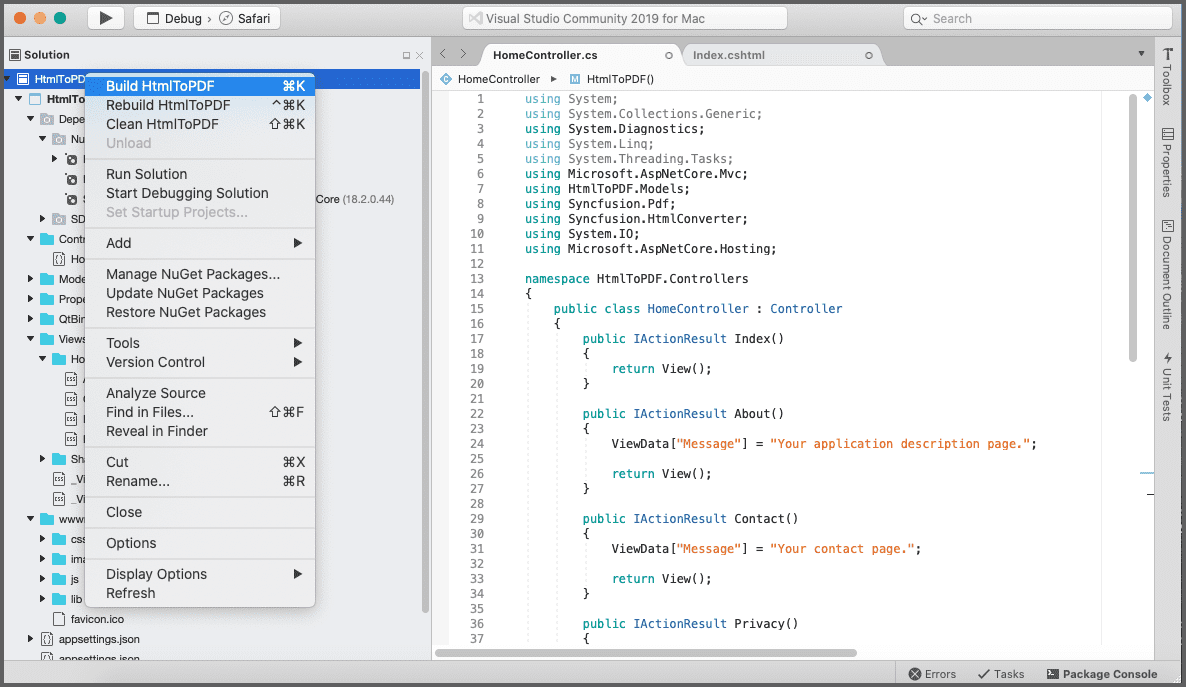 Debug › Safari
Visual Studio Community 2019 for Mac
Search
Solution
HtmlToPD
HtmlTo
Depe
Nu
Core (18.2.0.44)
SD
Contr
Ho
Mode
Prope
QtBin
Views
Ho
css
css
css
css
Sha
css _Vi
css _Vi
www
css
ima
js
lib
favicon.ico
appsettings.json
appsettings.json
Build HtmlToPDF ⌘K
Rebuild HtmlToPDF ^⌘K
Clean HtmlToPDF ⇧⌘K
Unload
Run Solution
Start Debugging Solution
Set Startup Projects...
Add
Manage NuGet Packages...
Update NuGet Packages
Restore NuGet Packages
Tools
Version Control
Analyze Source
Find in Files... ⇧⌘F
Reveal in Finder
Cut ⌘X
Rename... ⌘R
Close
Options
Display Options
Refresh
HomeController.cs
Index.cshtml
HomeController ▸ M HtmlToPDF()
1 using System;
2 using System.Collections.Generic;
3 using System.Diagnostics;
4 using System.Linq;
5 using System.Threading.Tasks;
6 using Microsoft.AspNetCore.Mvc;
7 using HtmlToPDF.Models;
8 using Syncfusion.Pdf;
9 using Syncfusion.HtmlConverter;
10 using System.IO;
11 using Microsoft.AspNetCore.Hosting;
12
13 namespace HtmlToPDF.Controllers
14 {
15 public class HomeController : Controller
16 {
17 public IActionResult Index()
18 {
19 return View();
20 }
21
22 public IActionResult About()
23 {
24 ViewData["Message"] = "Your application description page.";
25
26 return View();
27 }
28
29 public IActionResult Contact()
30 {
31 ViewData["Message"] = "Your contact page.";
32
33 return View();
34 }
35
36 public IActionResult Privacy()
37 {
Toolbox
Properties
Document Outline
Unit Tests
Errors
Tasks
Package Console